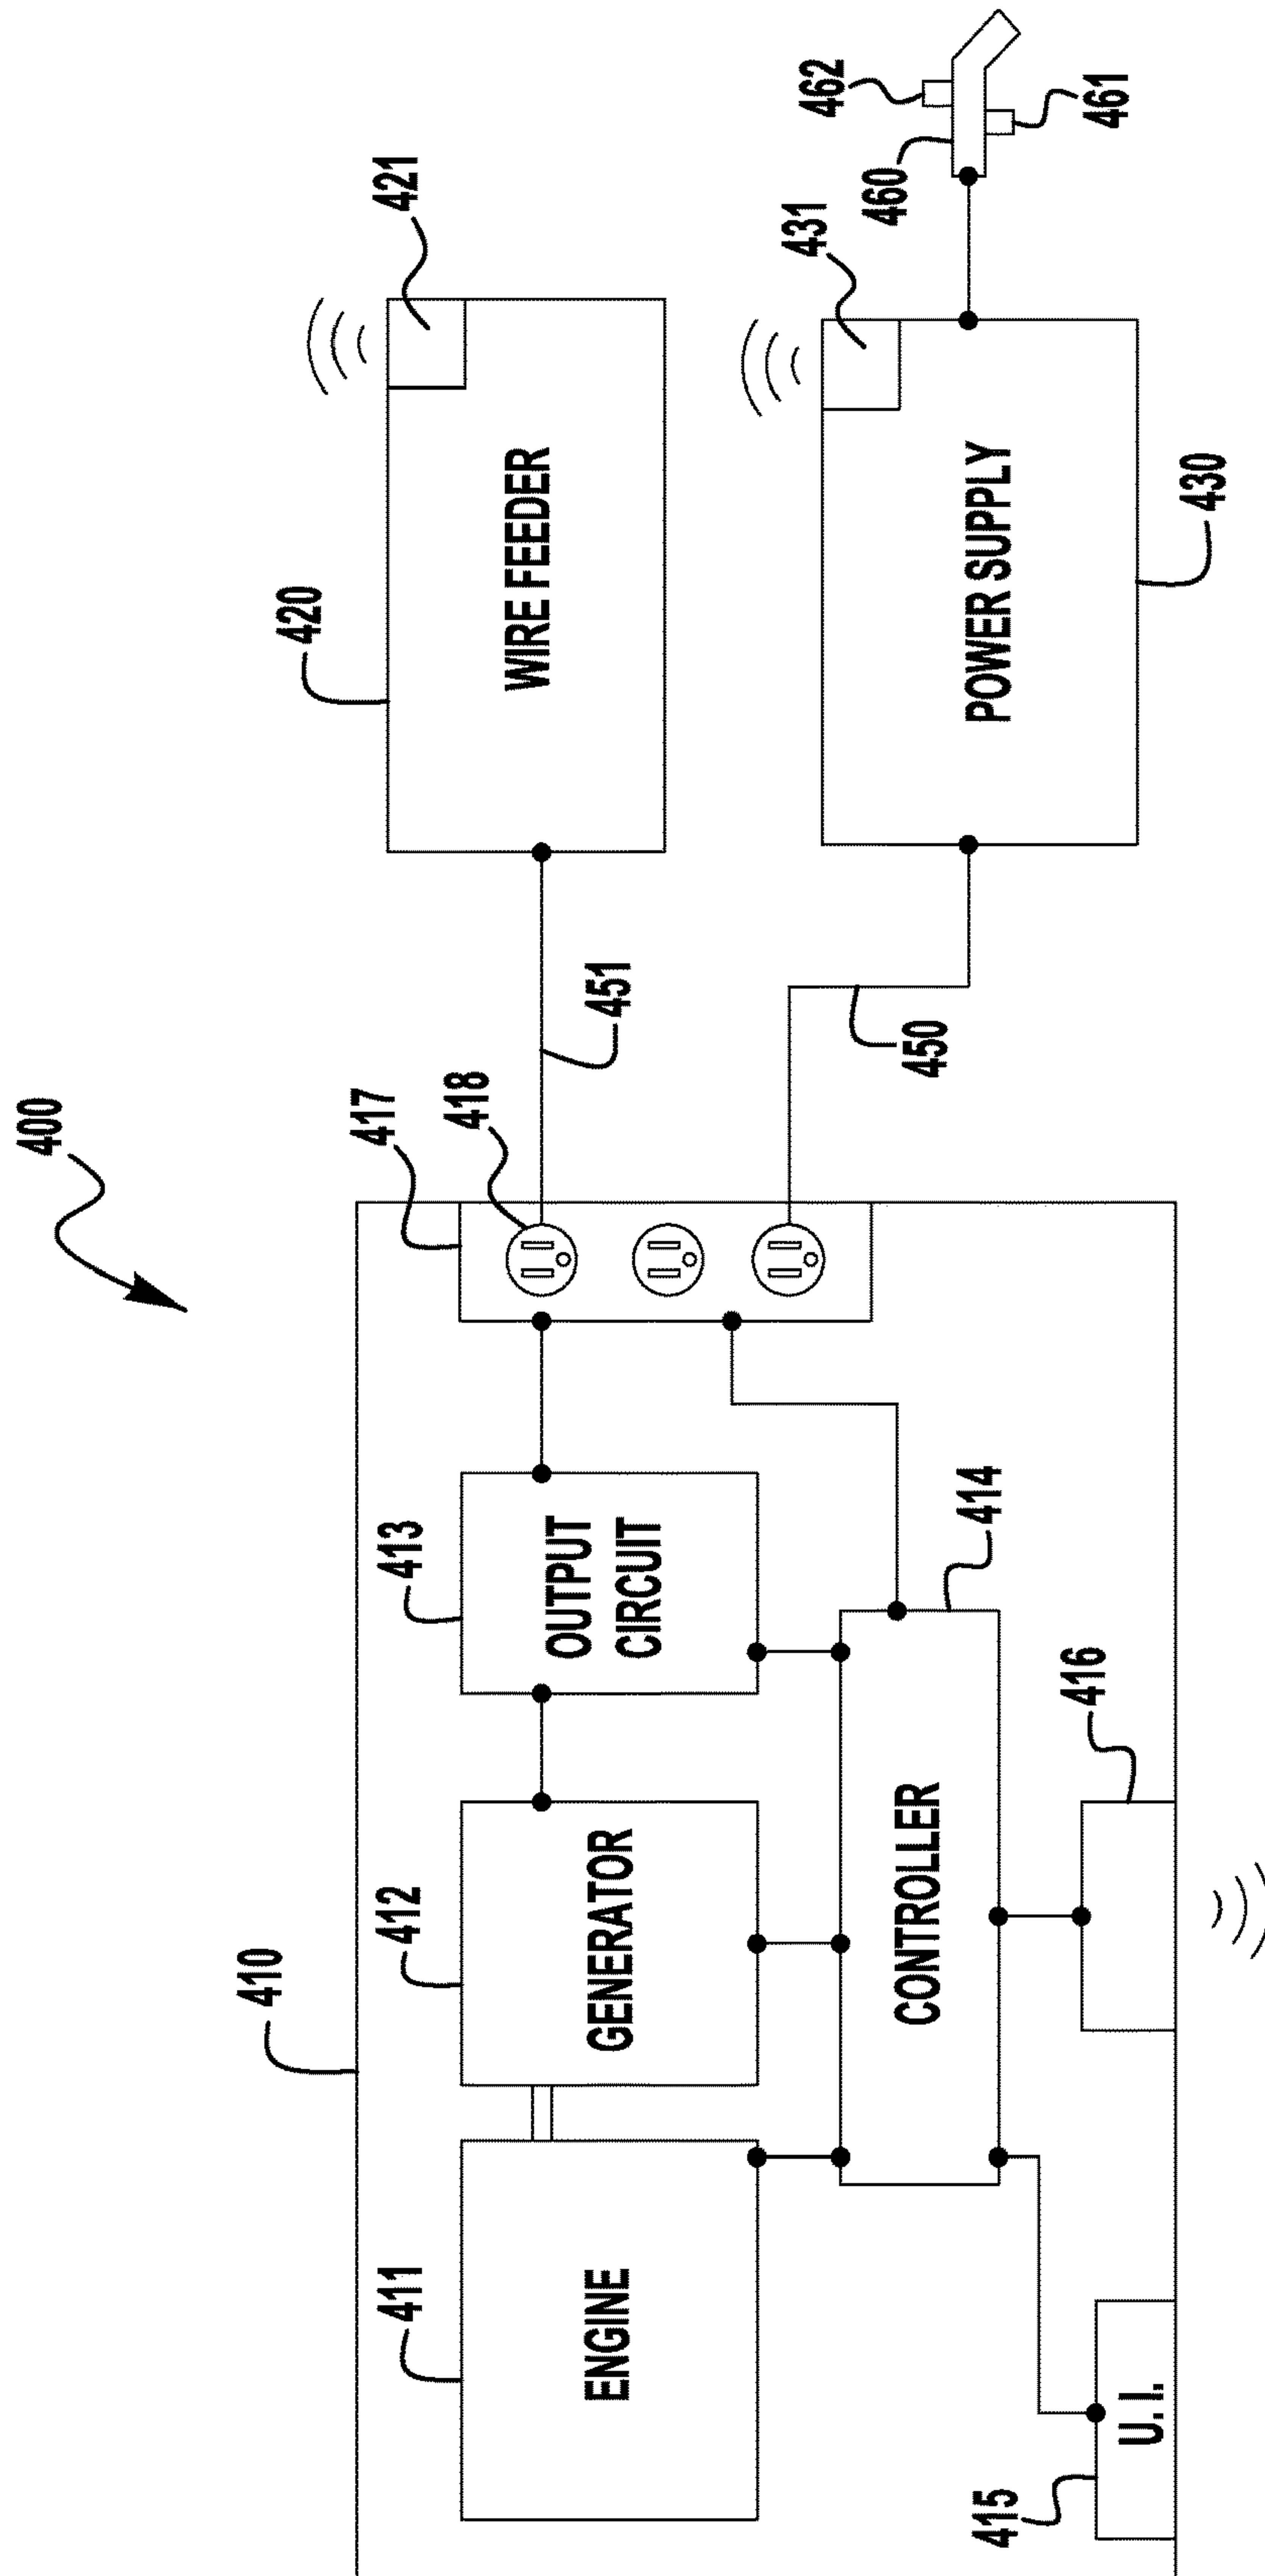 400
410
411
ENGINE
412
GENERATOR
413
OUTPUT
CIRCUIT
417
418
414
CONTROLLER
415
U. I.
416
420
WIRE FEEDER
421
451
450
430
POWER SUPPLY
431
460
462
461